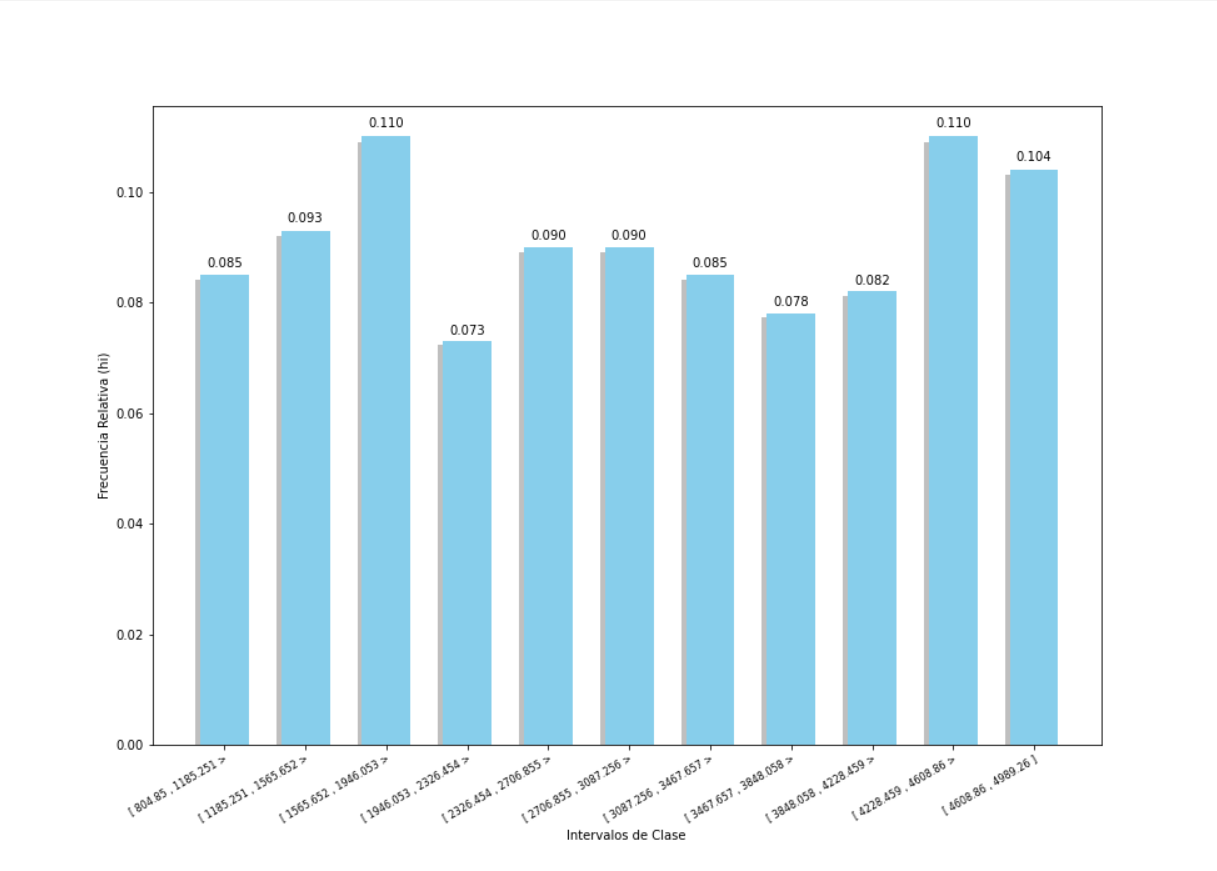 0.110
0.110
0.104
0.10
0.093
0.090
0.090
0.085
0.085
0.082
0.08
0.078
0.073
0.06
0.04
0.02
0.00
Frecuencia Relativa (hi)
[ 804.85 , 1185.251 >
[ 1185.251 , 1565.652 >
[ 1565.652 , 1946.053 >
[ 1946.053 , 2326.454 >
[ 2326.454 , 2706.855 >
[ 2706.855 , 3087.256 >
[ 3087.256 , 3467.657 >
[ 3467.657 , 3848.058 >
[ 3848.058 , 4228.459 >
[ 4228.459 , 4608.86 >
[ 4608.86 , 4989.26 ]
Intervalos de Clase